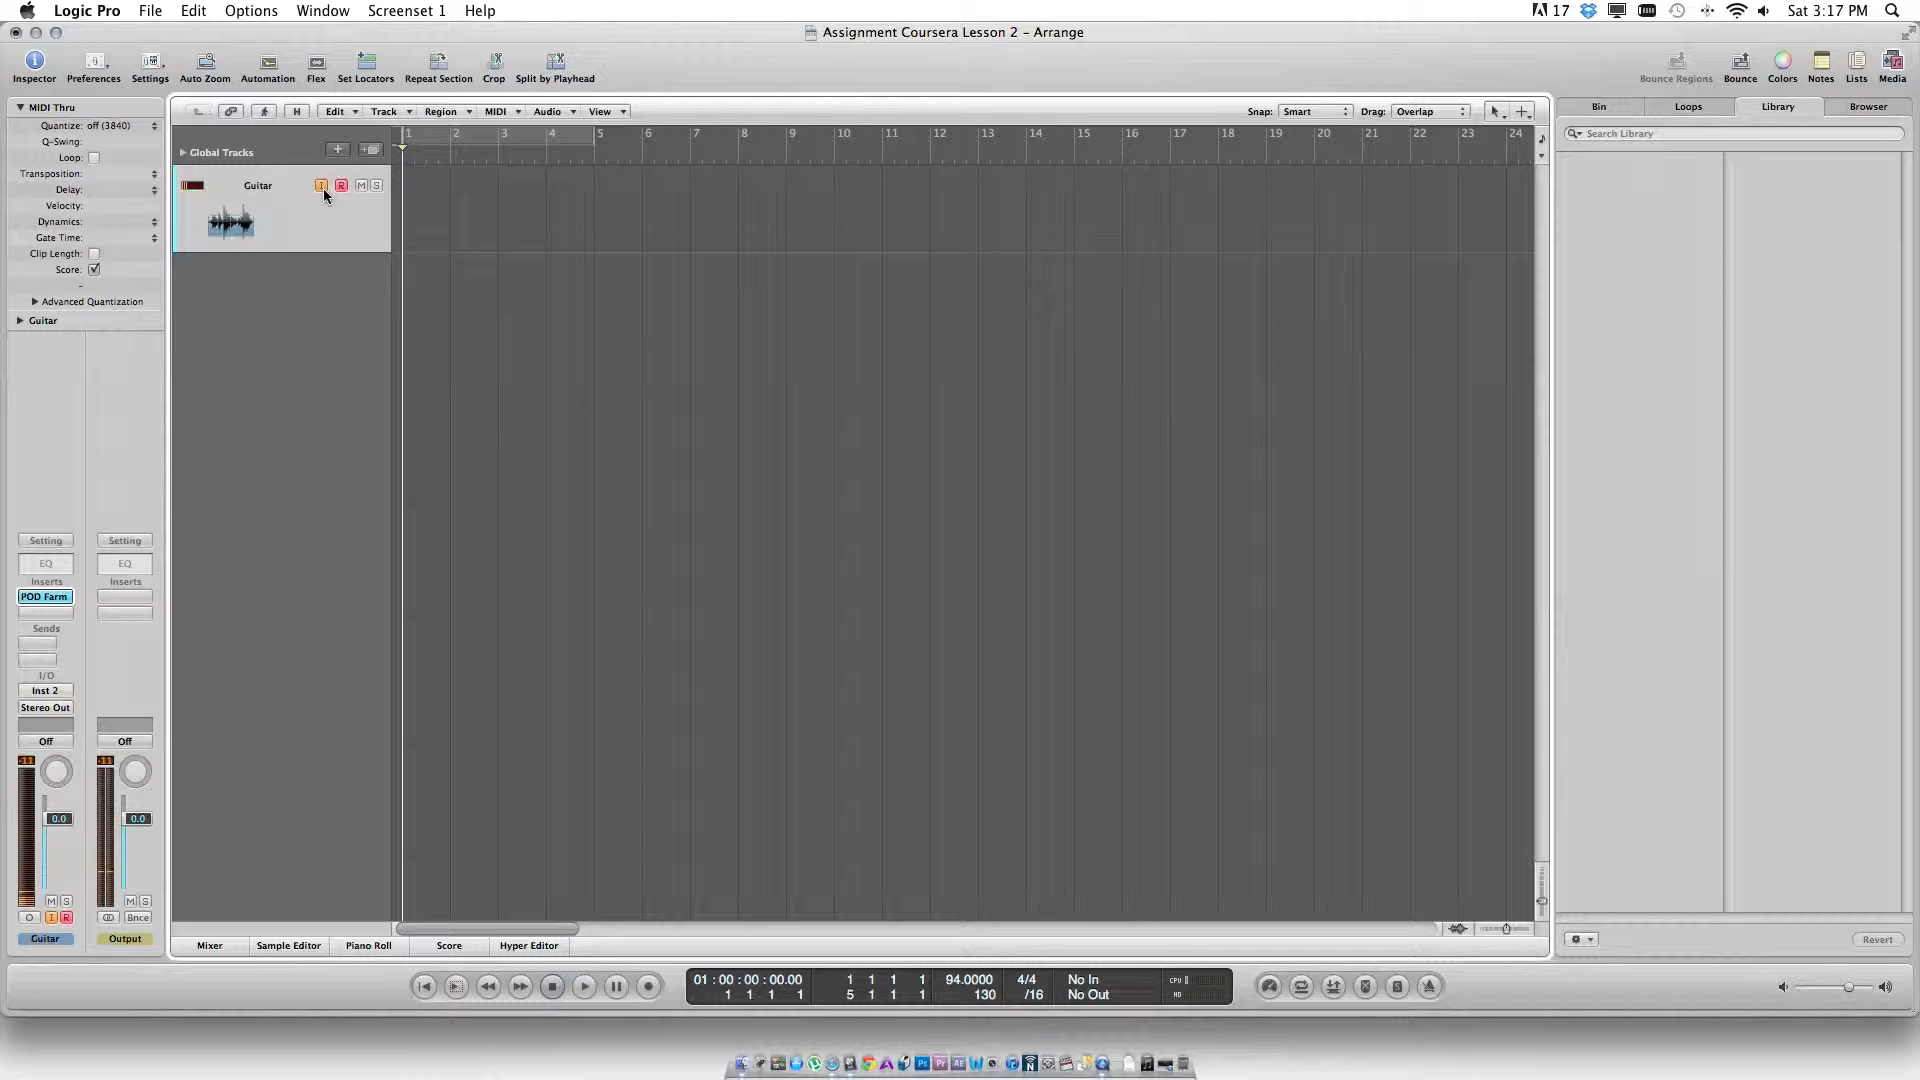 Logic Pro File Edit Options Window Screenset 1 Help 17 Sat 3:17 PM
Assignment Coursera Lesson 2 – Arrange
Inspector Preferences Settings Auto Zoom Automation Flex Set Locators Repeat Section Crop Split by Playhead Bounce Regions Bounce Colors Notes Lists Media
MIDI Thru
Quantize: off (3840)
Q-Swing:
Loop:
Transposition:
Delay:
Velocity:
Dynamics:
Gate Time:
Clip Length:
Score:
Advanced Quantization
Guitar
Setting Setting
EQ EQ
Inserts Inserts
POD Farm
Sends
I/O
Inst 2
Stereo Out
Off Off
-11 -11
0.0 0.0
M S M S
I R Bnce
Guitar Output
H Edit Track Region MIDI Audio View Snap: Smart Drag: Overlap
1 2 3 4 5 6 7 8 9 10 11 12 13 14 15 16 17 18 19 20 21 22 23 24
Global Tracks
Guitar I R M S
Mixer Sample Editor Piano Roll Score Hyper Editor
Bin Loops Library Browser
Search Library
Revert
01:00:00:00.00 1 1 1 1 94.0000 4/4 No In CPU
1 1 1 1 5 1 1 1 130 /16 No Out HD